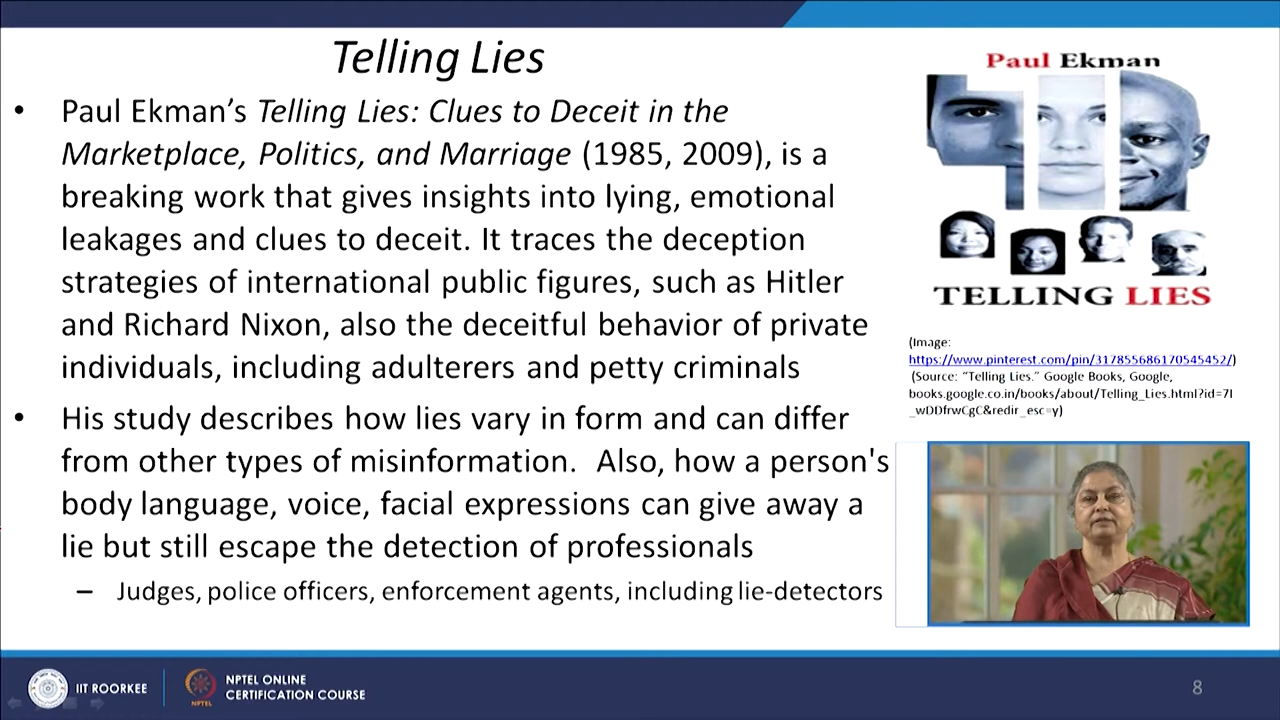 Telling Lies
• Paul Ekman’s Telling Lies: Clues to Deceit in the
Marketplace, Politics, and Marriage (1985, 2009), is a
breaking work that gives insights into lying, emotional
leakages and clues to deceit. It traces the deception
strategies of international public figures, such as Hitler
and Richard Nixon, also the deceitful behavior of private
individuals, including adulterers and petty criminals
• His study describes how lies vary in form and can differ
from other types of misinformation.  Also, how a person's
body language, voice, facial expressions can give away a
lie but still escape the detection of professionals
– Judges, police officers, enforcement agents, including lie-detectors
Paul Ekman
TELLING LIES
(Image:
https://www.pinterest.com/pin/317855686170545452/)
(Source: “Telling Lies.” Google Books, Google,
books.google.co.in/books/about/Telling_Lies.html?id=7l
_wDDfrwCgC&redir_esc=y)
IIT ROORKEE
NPTEL
NPTEL ONLINE
CERTIFICATION COURSE
8